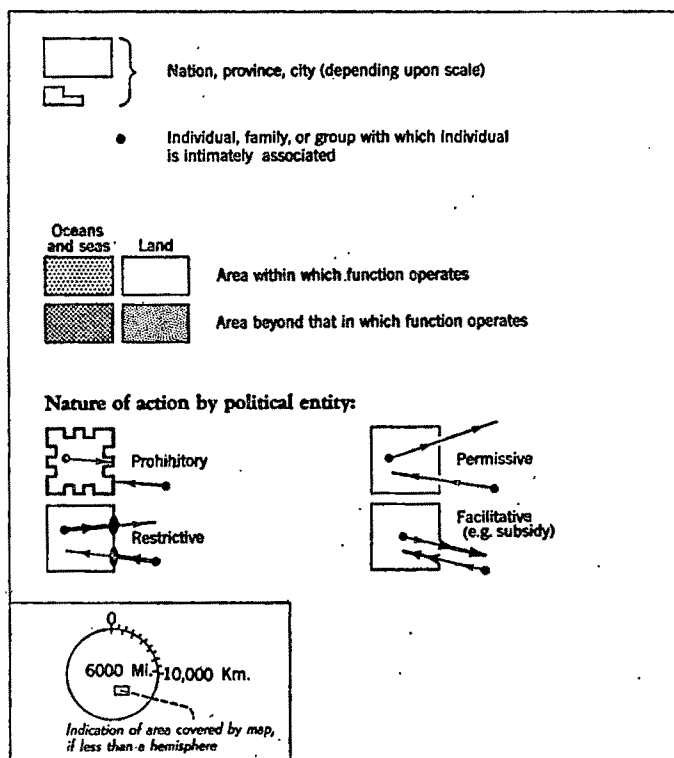 Nation, province, city (depending upon scale)
Individual, family, or group with which individual
is intimately associated
Oceans
and seas
Land
Area within which function operates
Area beyond that in which function operates
Nature of action by political entity:
Prohibitory
Permissive
Restrictive
Facilitative
(e.g. subsidy)
0
6000 Mi.
10,000 Km.
Indication of area covered by map,
if less than a hemisphere